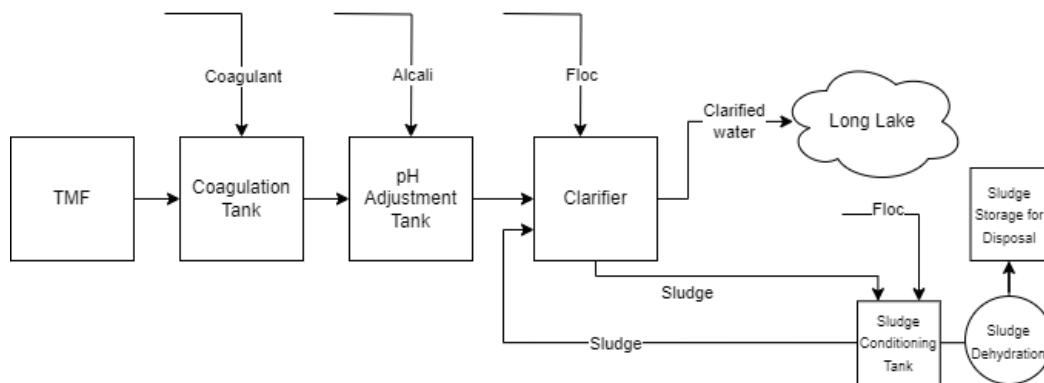 Coagulant
Alcali
Floc
Clarified
water
Long Lake
TMF
Coagulation
Tank
pH
Adjustment
Tank
Clarifier
Floc
Sludge
Storage for
Disposal
Sludge
Sludge
Sludge
Conditioning
Tank
Sludge
Dehydration